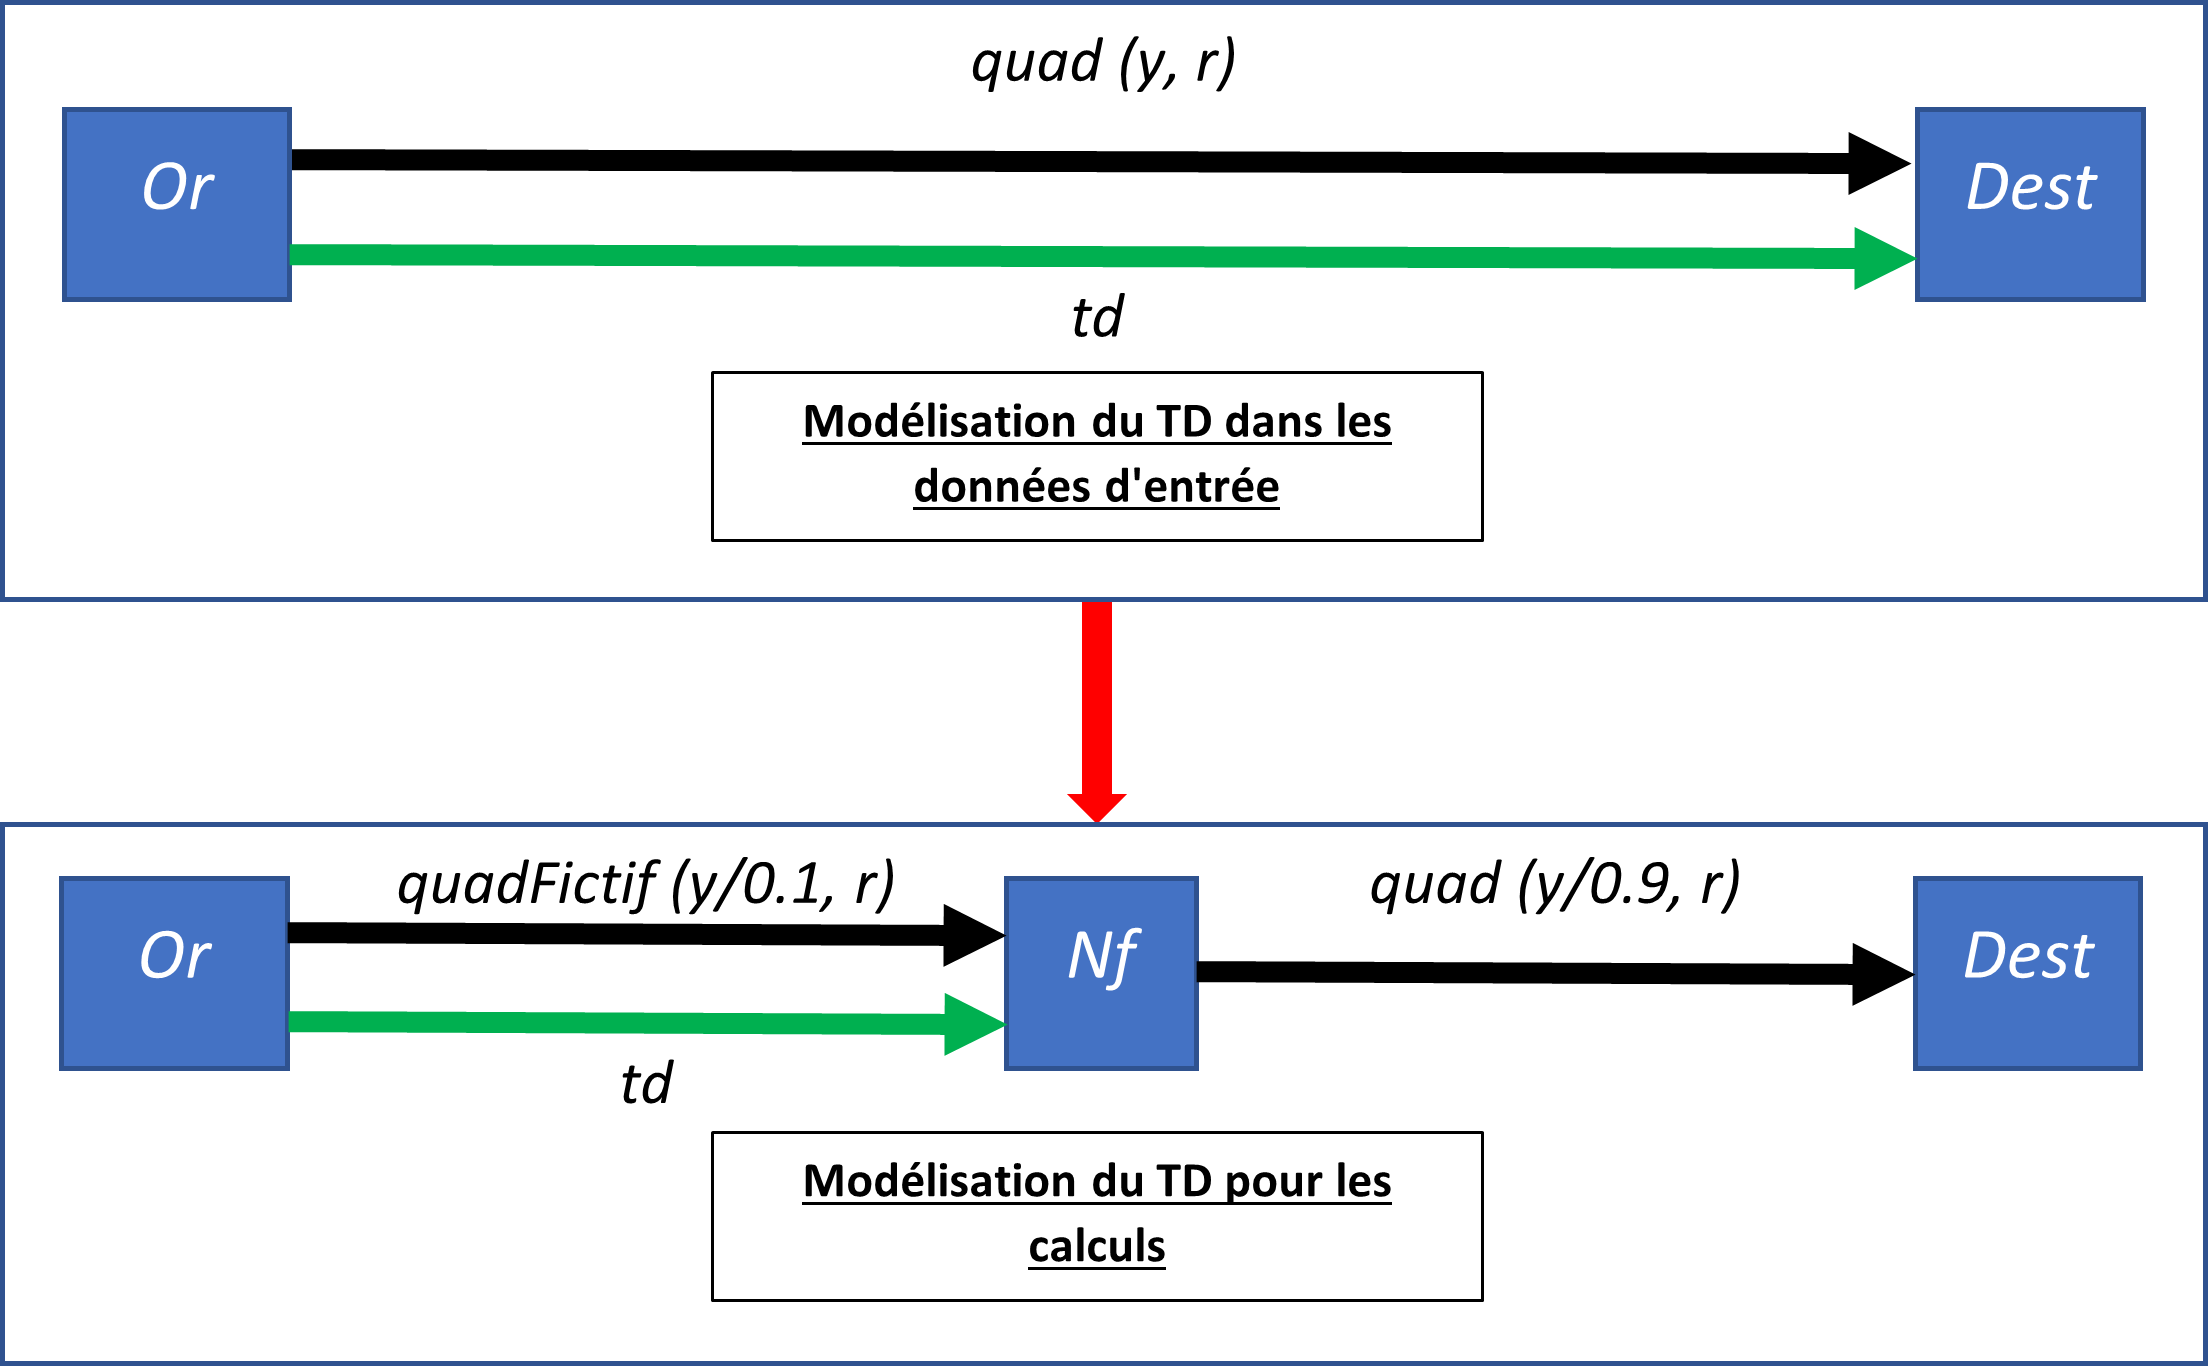 quad (y, r)
Or
Dest
td
Modélisation du TD dans les
données d'entrée
quadFictif (y/0.1, r)
quad (y/0.9, r)
Or
Nf
Dest
td
Modélisation du TD pour les
calculs